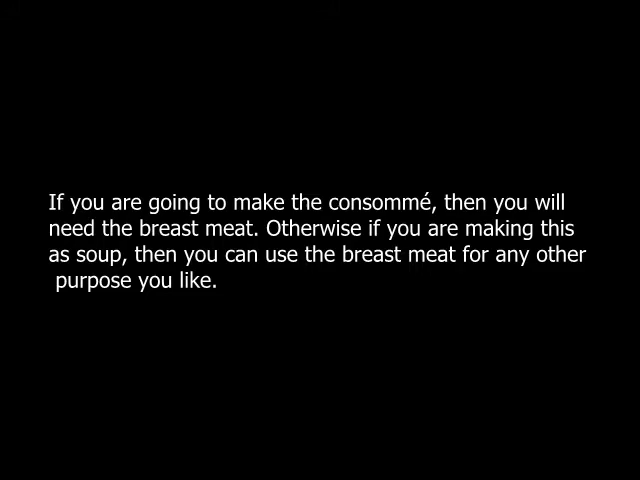 If you are going to make the consommé, then you will
need the breast meat. Otherwise if you are making this
as soup, then you can use the breast meat for any other
purpose you like.